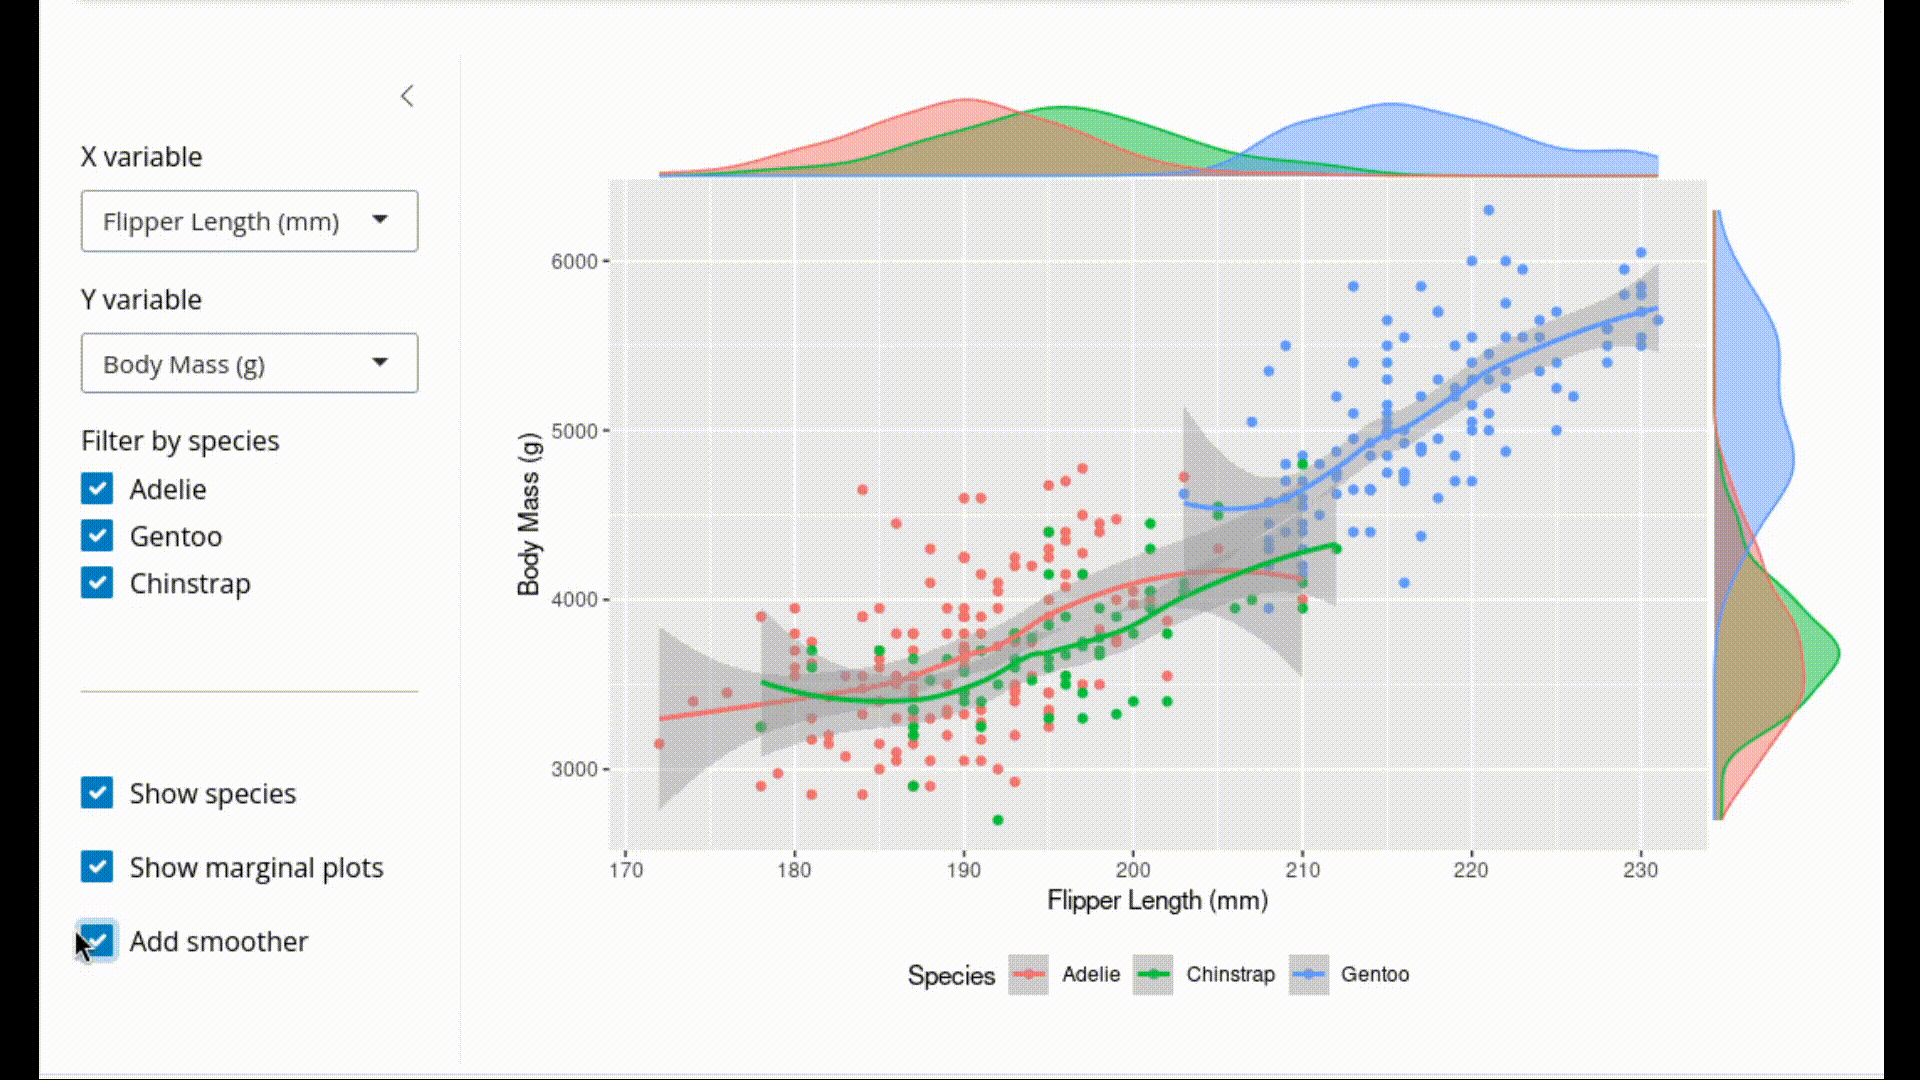 X variable
Flipper Length (mm)
Y variable
Body Mass (g)
Filter by species
Adelie
Gentoo
Chinstrap
Show species
Show marginal plots
Add smoother
Body Mass (g)
6000
5000
4000
3000
170 180 190 200 210 220 230
Flipper Length (mm)
Species Adelie Chinstrap Gentoo